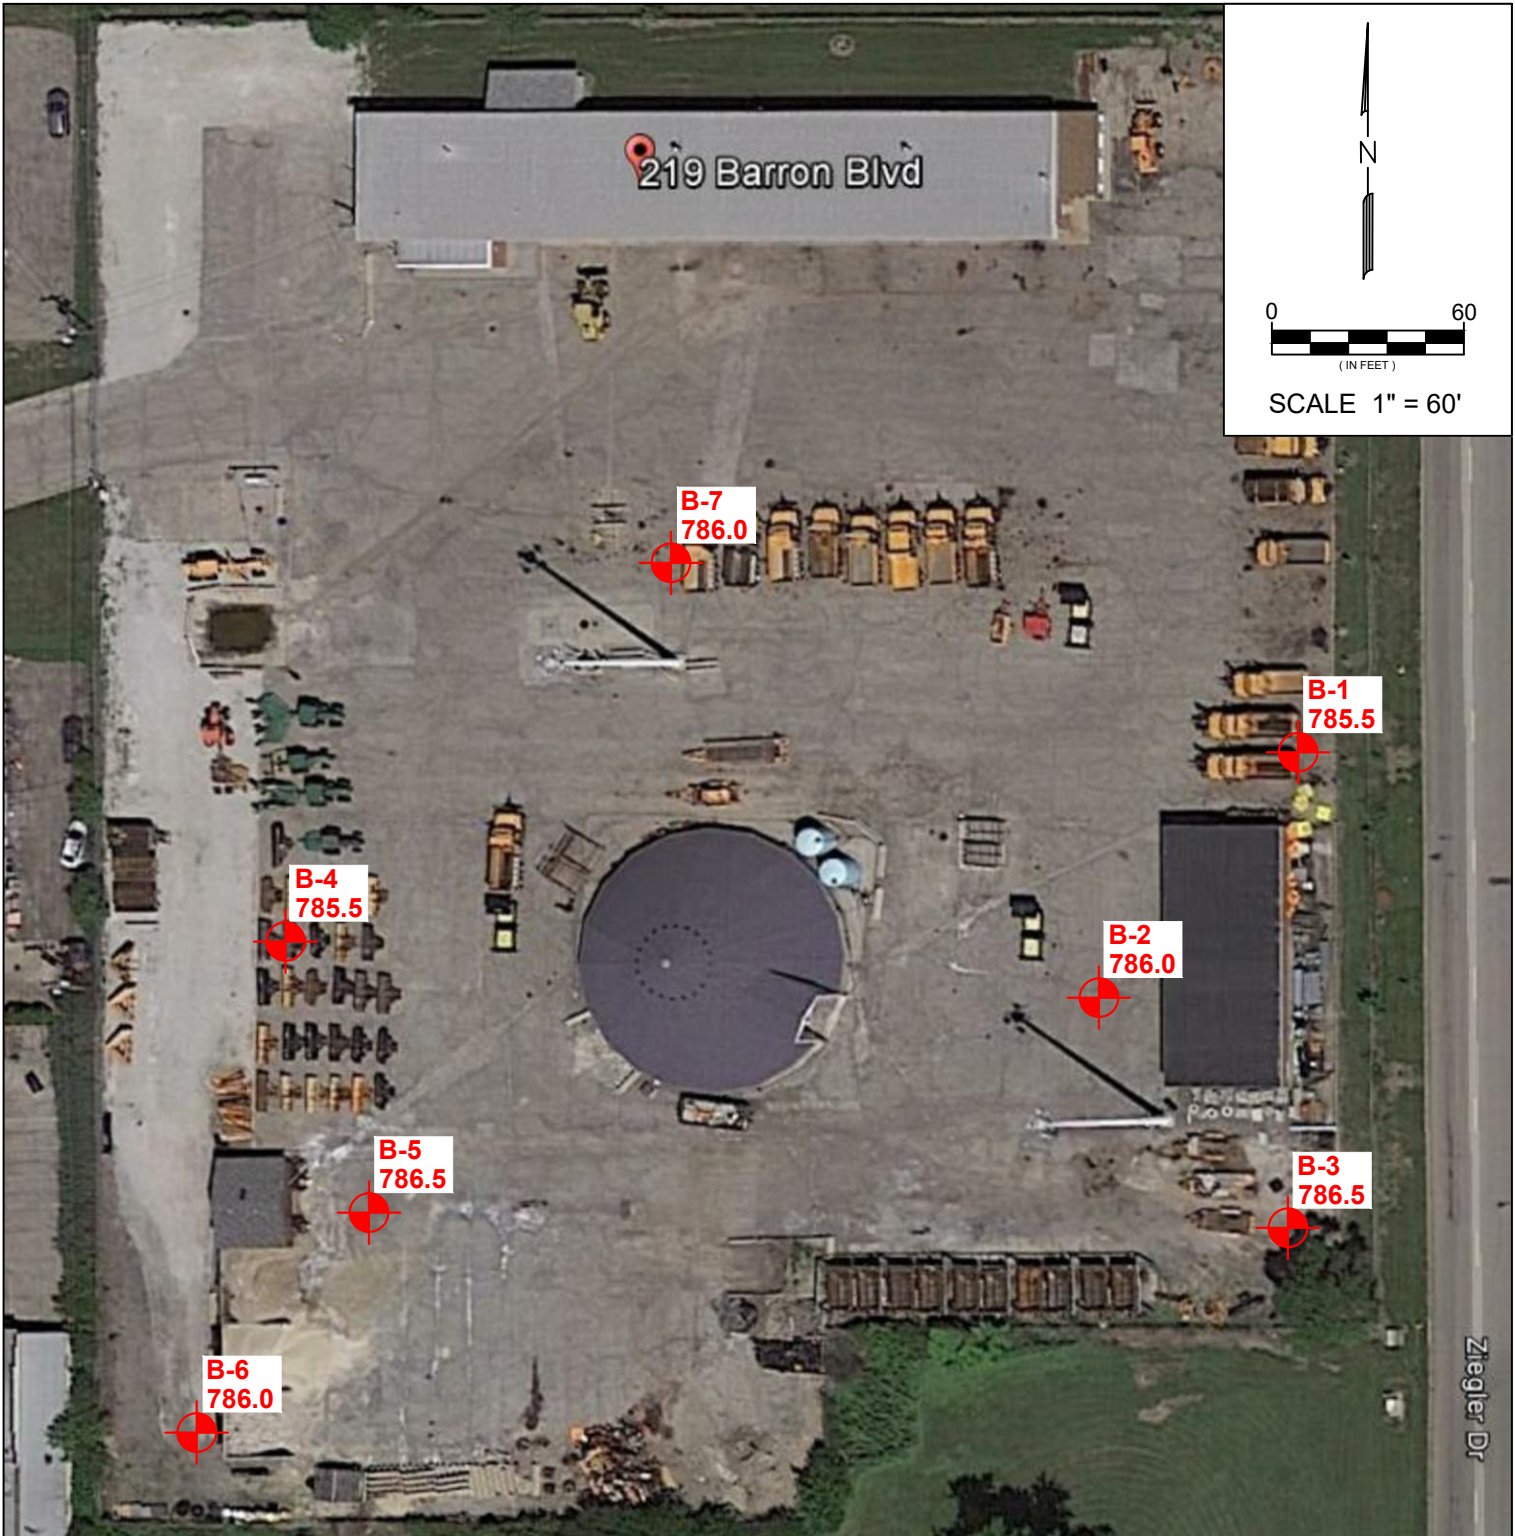 219 Barron Blvd
N
0 60
( IN FEET )
SCALE 1" = 60'
B-7
786.0
B-1
785.5
B-4
785.5
B-2
786.0
B-5
786.5
B-3
786.5
B-6
786.0
Ziegler Dr